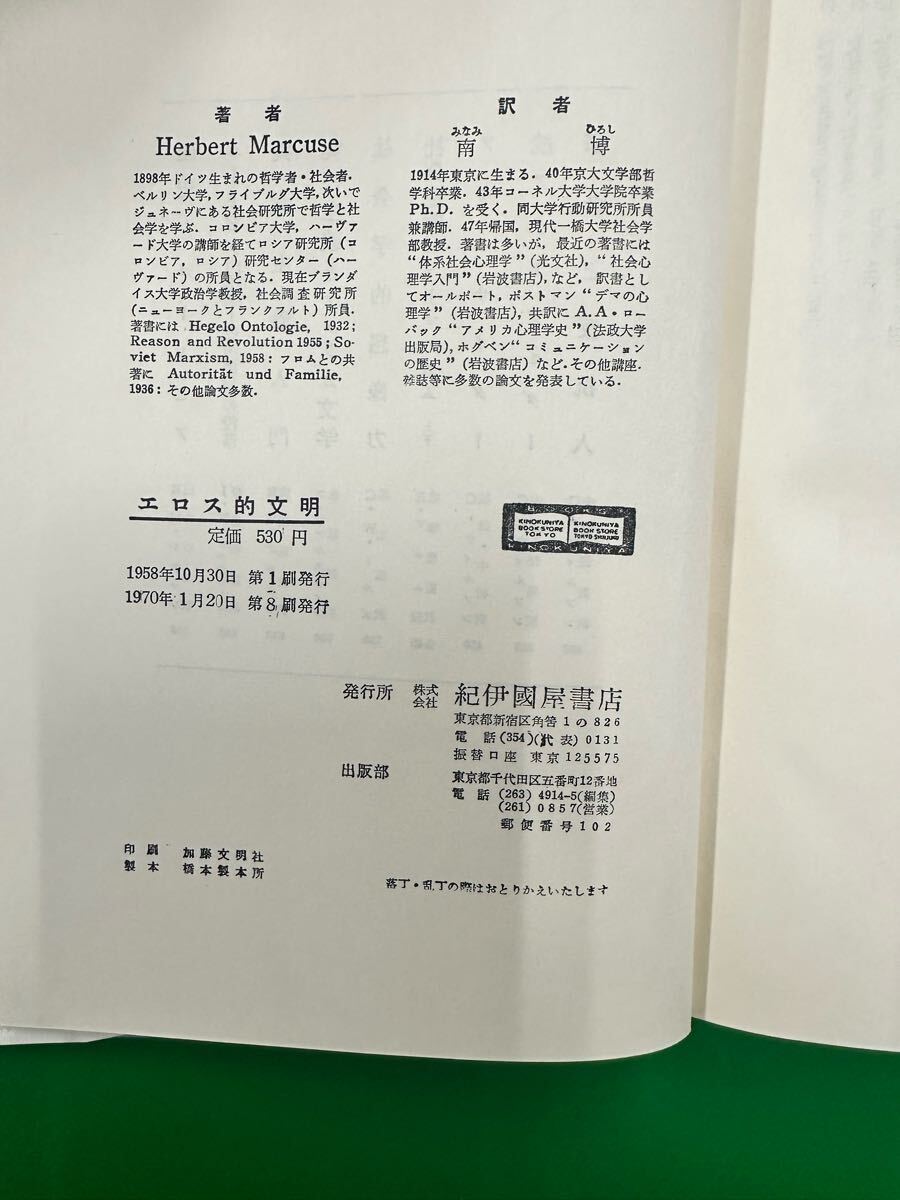 著者
Herbert Marcuse
1898年ドイツ生まれの哲学者・社会者.
ベルリン大学,フライブルグ大学,次いで
ジュネーヴにある社会研究所で哲学と社
会学を学ぶ.コロンビア大学,ハーヴァ
ード大学の講師を経てロシア研究所(コ
ロンビア,ロシア)研究センター(ハー
ヴァード)の所員となる.現在ブランダ
イス大学政治学教授,社会調査研究所
(ニューヨークとフランクフルト)所員.
著書には Hegelo Ontologie, 1932;
Reason and Revolution 1955; So-
viet Marxism, 1958: フロムとの共
著に Autorität und Familie,
1936: その他論文多数.
訳者
みなみ ひろし
南 博
1914年東京に生まる.40年京大文学部哲
学科卒業.43年コーネル大学大学院卒業
Ph.D. を受く.同大学行動研究所所員
兼講師.47年帰国,現代一橋大学社会学
部教授.著書は多いが,最近の著書には
“体系社会心理学”(光文社),“社会心
理学入門”(岩波書店),など,訳書とし
てオールポート,ポストマン“デマの心
理学”(岩波書店),共訳に A.A・ロー
バック“アメリカ心理学史”(法政大学
出版局),ホグベン“コミュニケーション
の歴史”(岩波書店)など.その他講座.
雑誌等に多数の論文を発表している.
エロス的文明
定価 530円
1958年10月30日 第1刷発行
1970年1月20日 第8刷発行
BOOKS
KINOKUNIYA
BOOK STORE
TOKYO
KINOKUNIYA
BOOK STORE
TOKYO SHINJUKU
KINOKUNIYA
発行所 株式会社 紀伊國屋書店
東京都新宿区角筈1の826
電話(354)(代表)0131
振替口座 東京125575
出版部 東京都千代田区五番町12番地
電話 (263) 4914-5(編集)
(261) 0857(営業)
郵便番号102
印刷 加藤文明社
製本 橋本製本所
落丁・乱丁の際はおとりかえいたします